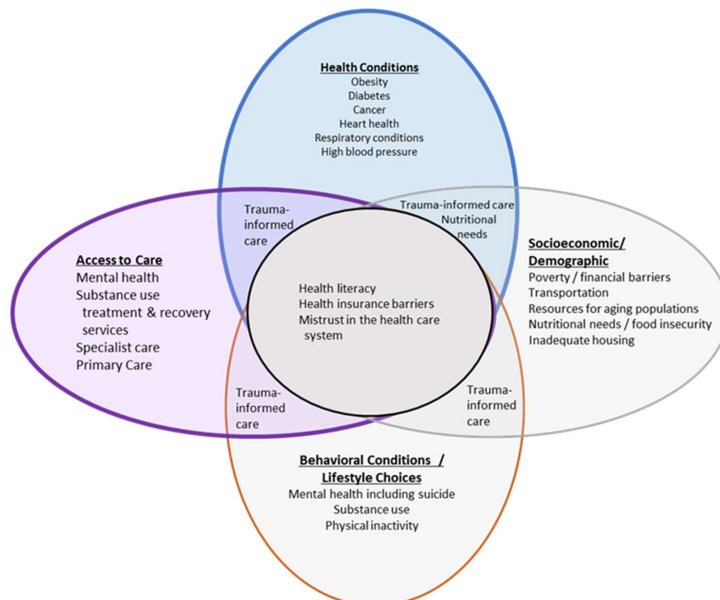 Health Conditions
Obesity
Diabetes
Cancer
Heart health
Respiratory conditions
High blood pressure
Trauma-
informed
care
Trauma-informed care
Nutritional
needs
Access to Care
Mental health
Substance use
treatment & recovery
services
Specialist care
Primary Care
Health literacy
Health insurance barriers
Mistrust in the health care
system
Socioeconomic/
Demographic
Poverty / financial barriers
Transportation
Resources for aging populations
Nutritional needs / food insecurity
Inadequate housing
Trauma-
informed
care
Trauma-
informed
care
Behavioral Conditions /
Lifestyle Choices
Mental health including suicide
Substance use
Physical inactivity